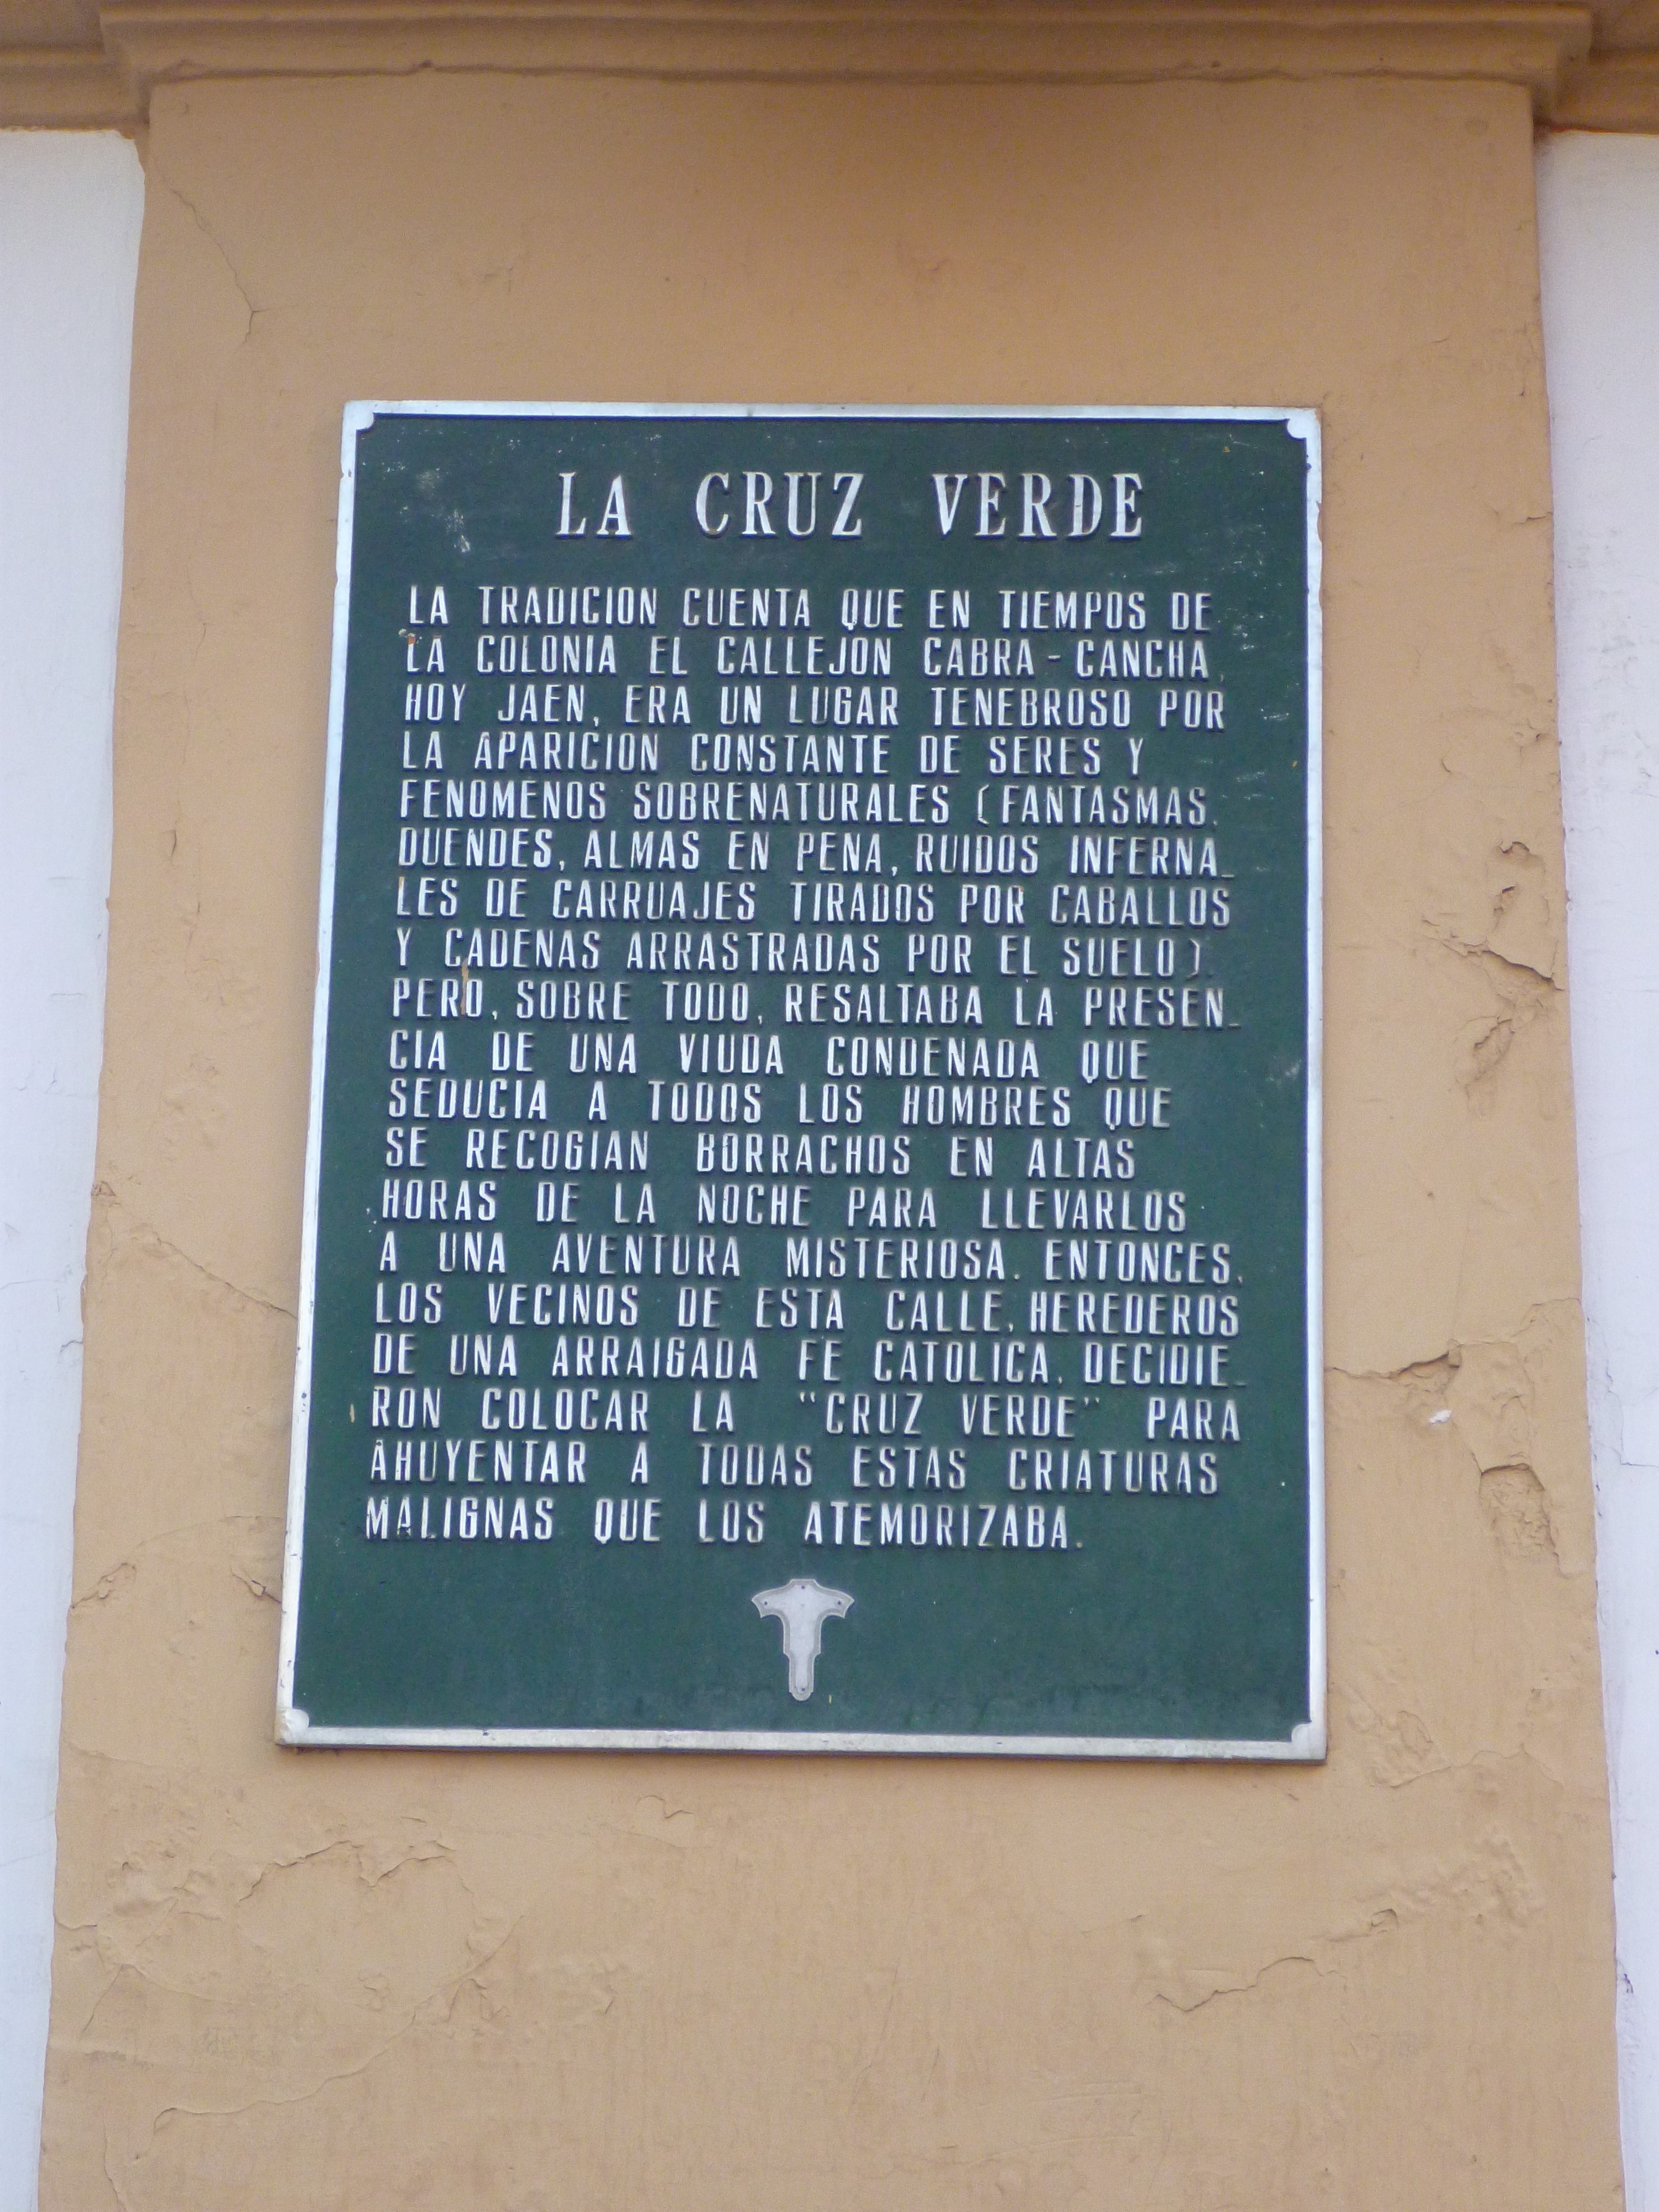 LA CRUZ VERDE
LA TRADICION CUENTA QUE EN TIEMPOS DE
LA COLONIA EL CALLEJON CABRA-CANCHA,
HOY JAEN, ERA UN LUGAR TENEBROSO POR
LA APARICION CONSTANTE DE SERES Y
FENOMENOS SOBRENATURALES (FANTASMAS,
DUENDES, ALMAS EN PENA, RUIDOS INFERNA_
LES DE CARRUAJES TIRADOS POR CABALLOS
Y CADENAS ARRASTRADAS POR EL SUELO).
PERO, SOBRE TODO, RESALTABA LA PRESEN_
CIA DE UNA VIUDA CONDENADA QUE
SEDUCIA A TODOS LOS HOMBRES QUE
SE RECOGIAN BORRACHOS EN ALTAS
HORAS DE LA NOCHE PARA LLEVARLOS
A UNA AVENTURA MISTERIOSA. ENTONCES,
LOS VECINOS DE ESTA CALLE, HEREDEROS
DE UNA ARRAIGADA FE CATOLICA, DECIDIE_
RON COLOCAR LA "CRUZ VERDE" PARA
AHUYENTAR A TODAS ESTAS CRIATURAS
MALIGNAS QUE LOS ATEMORIZABA.